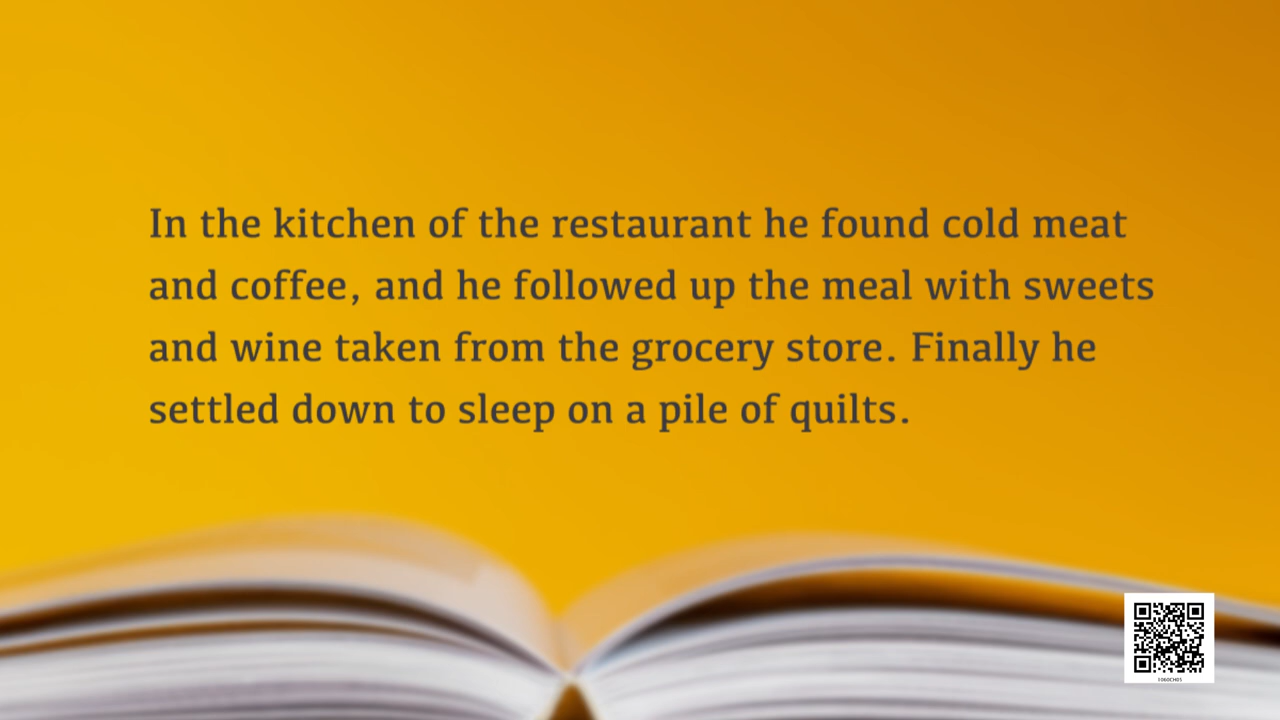 In the kitchen of the restaurant he found cold meat
and coffee, and he followed up the meal with sweets
and wine taken from the grocery store. Finally he
settled down to sleep on a pile of quilts.